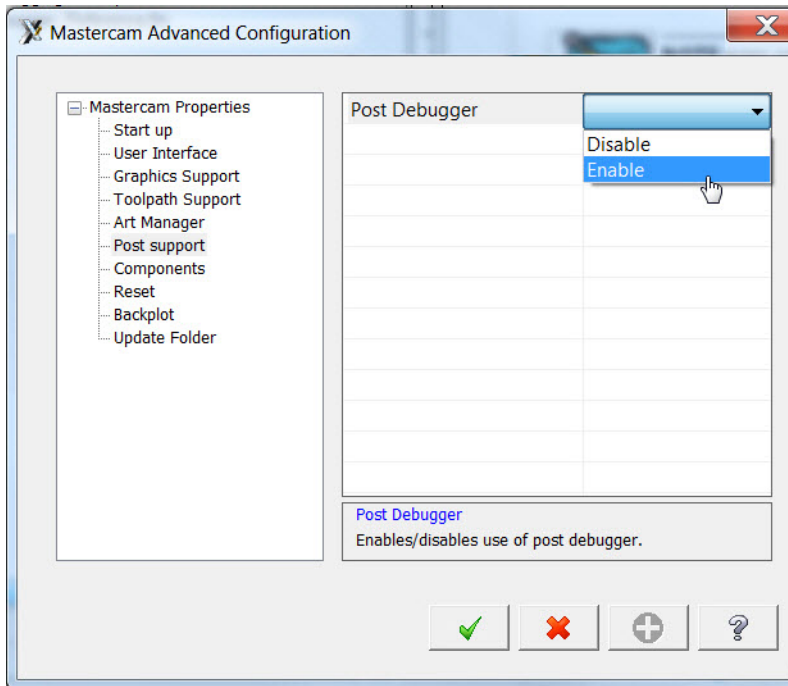 Mastercam Advanced Configuration
Mastercam Properties
Start up
User Interface
Graphics Support
Toolpath Support
Art Manager
Post support
Components
Reset
Backplot
Update Folder
Post Debugger
Disable
Enable
Post Debugger
Enables/disables use of post debugger.